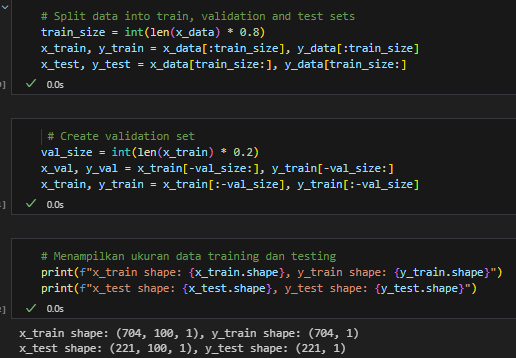 # Split data into train, validation and test sets
train_size = int(len(x_data) * 0.8)
x_train, y_train = x_data[:train_size], y_data[:train_size]
x_test, y_test = x_data[train_size:], y_data[train_size:]
✓ 0.0s
# Create validation set
val_size = int(len(x_train) * 0.2)
x_val, y_val = x_train[-val_size:], y_train[-val_size:]
x_train, y_train = x_train[:-val_size], y_train[:-val_size]
✓ 0.0s
# Menampilkan ukuran data training dan testing
print(f"x_train shape: {x_train.shape}, y_train shape: {y_train.shape}")
print(f"x_test shape: {x_test.shape}, y_test shape: {y_test.shape}")
✓ 0.0s
x_train shape: (704, 100, 1), y_train shape: (704, 1)
x_test shape: (221, 100, 1), y_test shape: (221, 1)